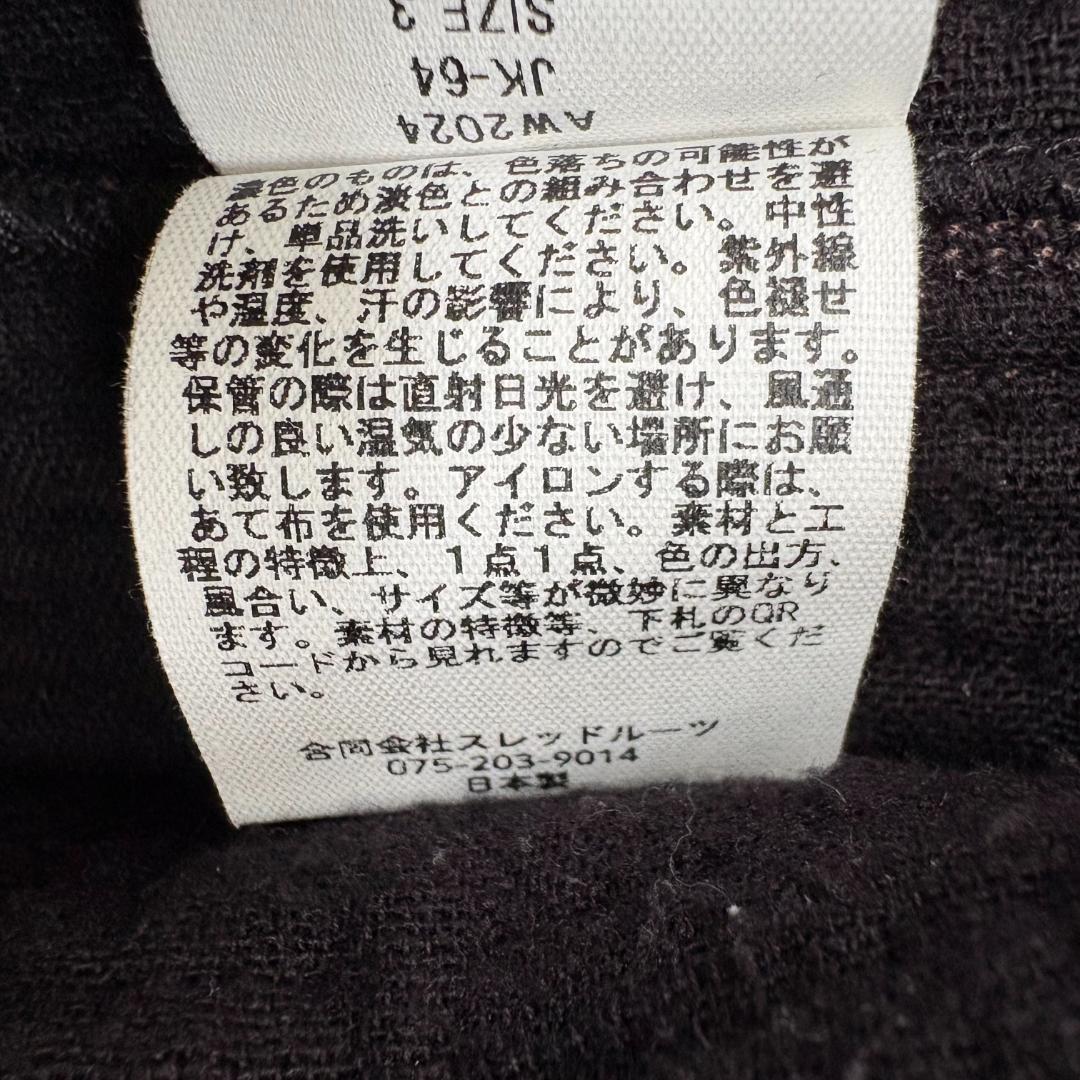 SIZE 3
JK-64
AW2024
濃色のものは、色落ちの可能性が
あるため淡色との組み合わせを避
け、単品洗いしてください。中性
洗剤を使用してください。紫外線
や湿度、汗の影響により、色褪せ
等の変化を生じることがあります。
保管の際は直射日光を避け、風通
しの良い湿気の少ない場所にお願
い致します。アイロンする際は、
あて布を使用ください。素材と工
程の特徴上、1点1点、色の出方、
風合い、サイズ等が微妙に異なり
ます。素材の特徴等、下札のQR
コードから見れますのでご覧くだ
さい。
合同会社スレッドルーツ
075-203-9014
日本製